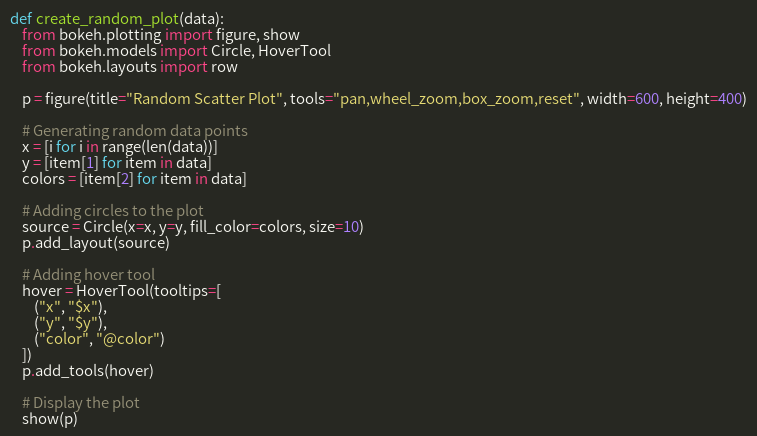 def create_random_plot(data):
    from bokeh.plotting import figure, show
    from bokeh.models import Circle, HoverTool
    from bokeh.layouts import row

    p = figure(title="Random Scatter Plot", tools="pan,wheel_zoom,box_zoom,reset", width=600, height=400)

    # Generating random data points
    x = [i for i in range(len(data))]
    y = [item[1] for item in data]
    colors = [item[2] for item in data]

    # Adding circles to the plot
    source = Circle(x=x, y=y, fill_color=colors, size=10)
    p.add_layout(source)

    # Adding hover tool
    hover = HoverTool(tooltips=[
        ("x", "$x"),
        ("y", "$y"),
        ("color", "@color")
    ])
    p.add_tools(hover)

    # Display the plot
    show(p)